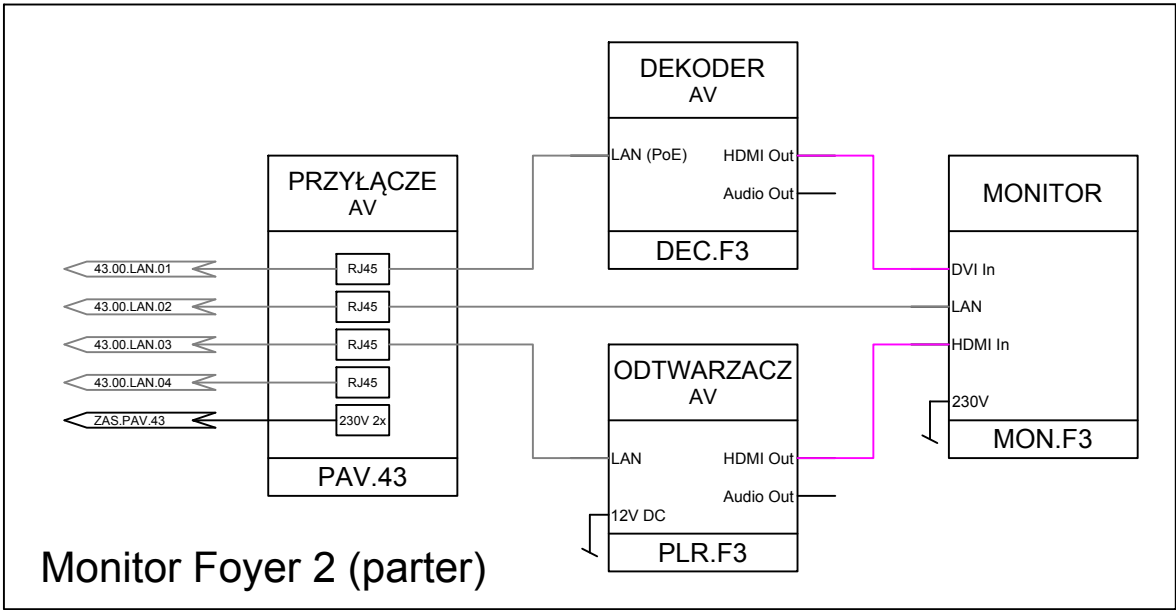 DEKODER
AV
LAN (PoE)
HDMI Out
Audio Out
DEC.F3
PRZYŁĄCZE
AV
43.00.LAN.01
RJ45
43.00.LAN.02
RJ45
43.00.LAN.03
RJ45
43.00.LAN.04
RJ45
ZAS.PAV.43
230V 2x
PAV.43
MONITOR
DVI In
LAN
HDMI In
230V
MON.F3
ODTWARZACZ
AV
LAN
HDMI Out
Audio Out
12V DC
PLR.F3
Monitor Foyer 2 (parter)